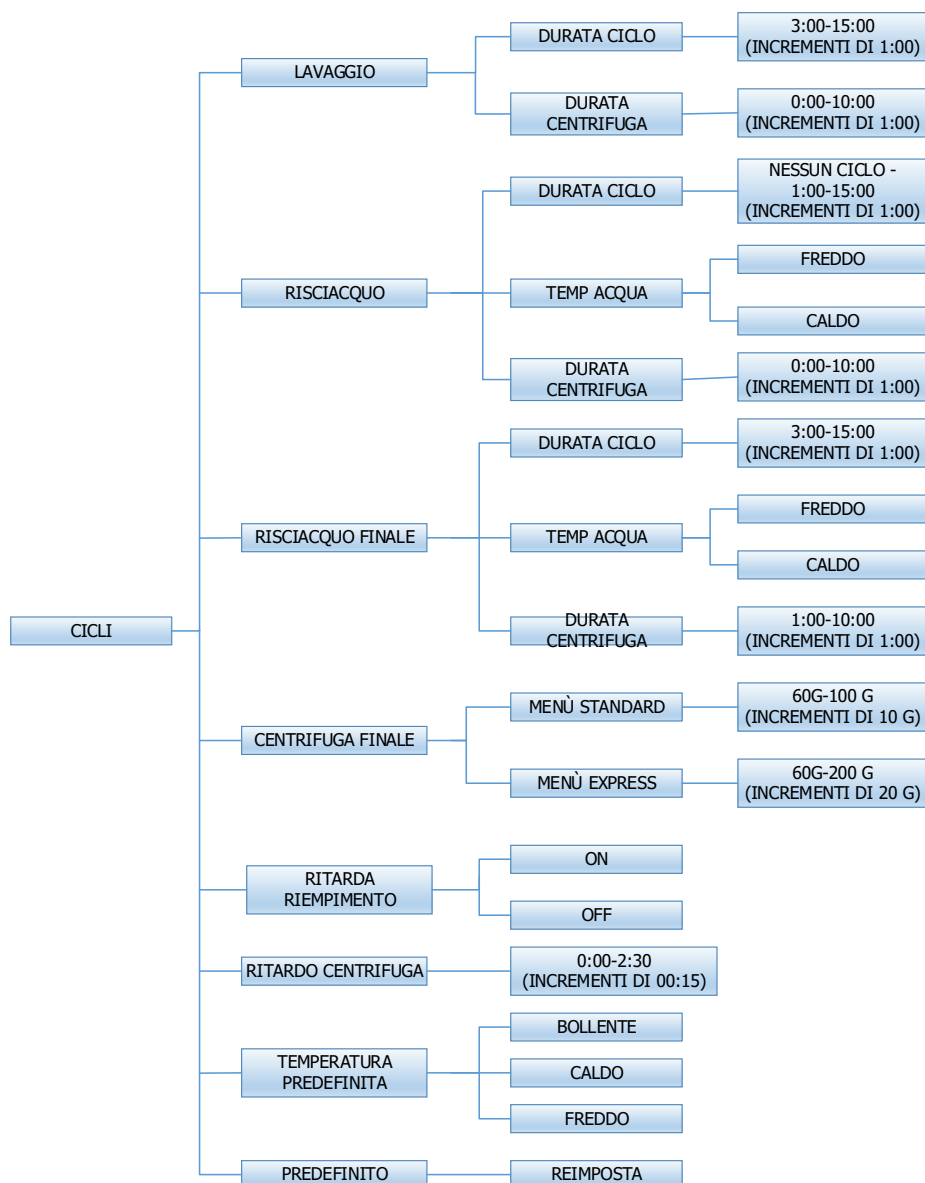 CICLI
LAVAGGIO
DURATA CICLO
3:00-15:00
(INCREMENTI DI 1:00)
DURATA
CENTRIFUGA
0:00-10:00
(INCREMENTI DI 1:00)
RISCIACQUO
DURATA CICLO
NESSUN CICLO -
1:00-15:00
(INCREMENTI DI 1:00)
TEMP ACQUA
FREDDO
CALDO
DURATA
CENTRIFUGA
0:00-10:00
(INCREMENTI DI 1:00)
RISCIACQUO FINALE
DURATA CICLO
3:00-15:00
(INCREMENTI DI 1:00)
TEMP ACQUA
FREDDO
CALDO
DURATA
CENTRIFUGA
1:00-10:00
(INCREMENTI DI 1:00)
CENTRIFUGA FINALE
MENÙ STANDARD
60G-100 G
(INCREMENTI DI 10 G)
MENÙ EXPRESS
60G-200 G
(INCREMENTI DI 20 G)
RITARDA
RIEMPIMENTO
ON
OFF
RITARDO CENTRIFUGA
0:00-2:30
(INCREMENTI DI 00:15)
TEMPERATURA
PREDEFINITA
BOLLENTE
CALDO
FREDDO
PREDEFINITO
REIMPOSTA